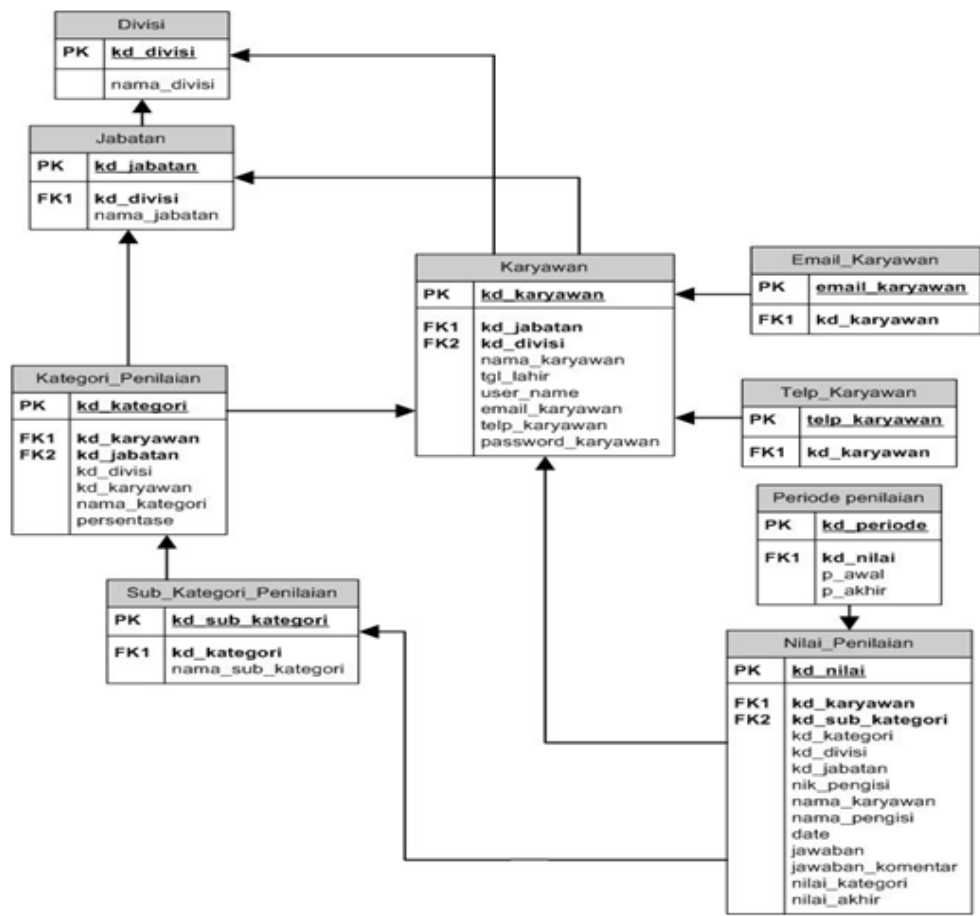 Divisi
PK kd_divisi
nama_divisi
Jabatan
PK kd_jabatan
FK1 kd_divisi
nama_jabatan
Karyawan
PK kd_karyawan
FK1 kd_jabatan
FK2 kd_divisi
nama_karyawan
tgl_lahir
user_name
email_karyawan
telp_karyawan
password_karyawan
Email_Karyawan
PK email_karyawan
FK1 kd_karyawan
Kategori_Penilaian
PK kd_kategori
FK1 kd_karyawan
FK2 kd_jabatan
kd_divisi
kd_karyawan
nama_kategori
persentase
Telp_Karyawan
PK telp_karyawan
FK1 kd_karyawan
Periode penilaian
PK kd_periode
FK1 kd_nilai
p_awal
p_akhir
Sub_Kategori_Penilaian
PK kd_sub_kategori
FK1 kd_kategori
nama_sub_kategori
Nilai_Penilaian
PK kd_nilai
FK1 kd_karyawan
FK2 kd_sub_kategori
kd_kategori
kd_divisi
kd_jabatan
nik_pengisi
nama_karyawan
nama_pengisi
date
jawaban
jawaban_komentar
nilai_kategori
nilai_akhir